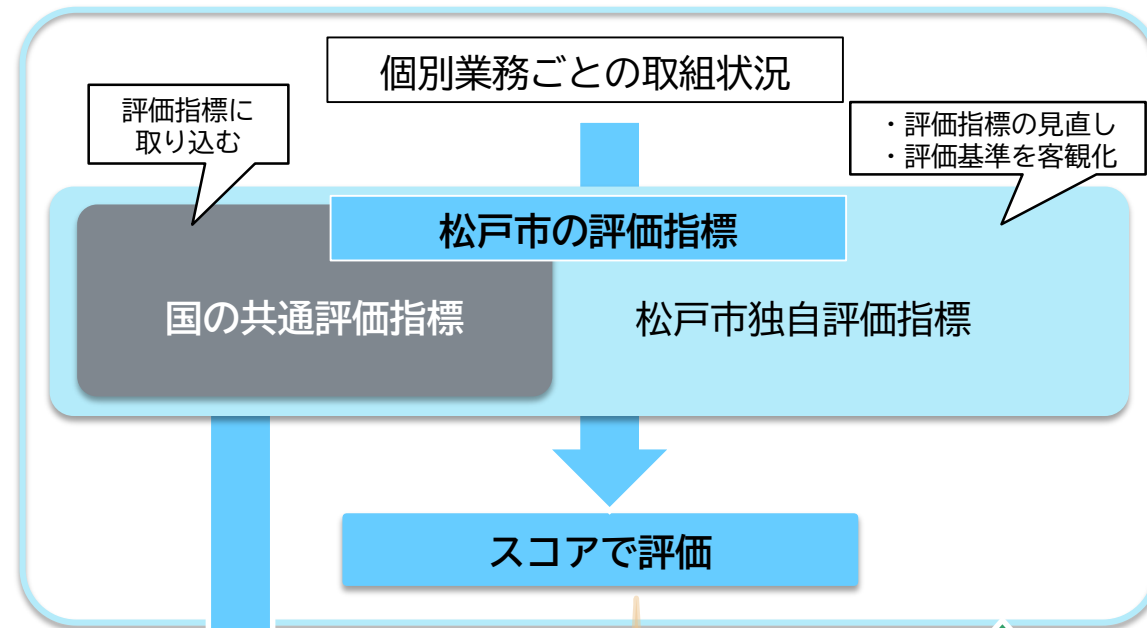 個別業務ごとの取組状況
評価指標に
取り込む
・評価指標の見直し
・評価基準を客観化
松戸市の評価指標
国の共通評価指標
松戸市独自評価指標
スコアで評価